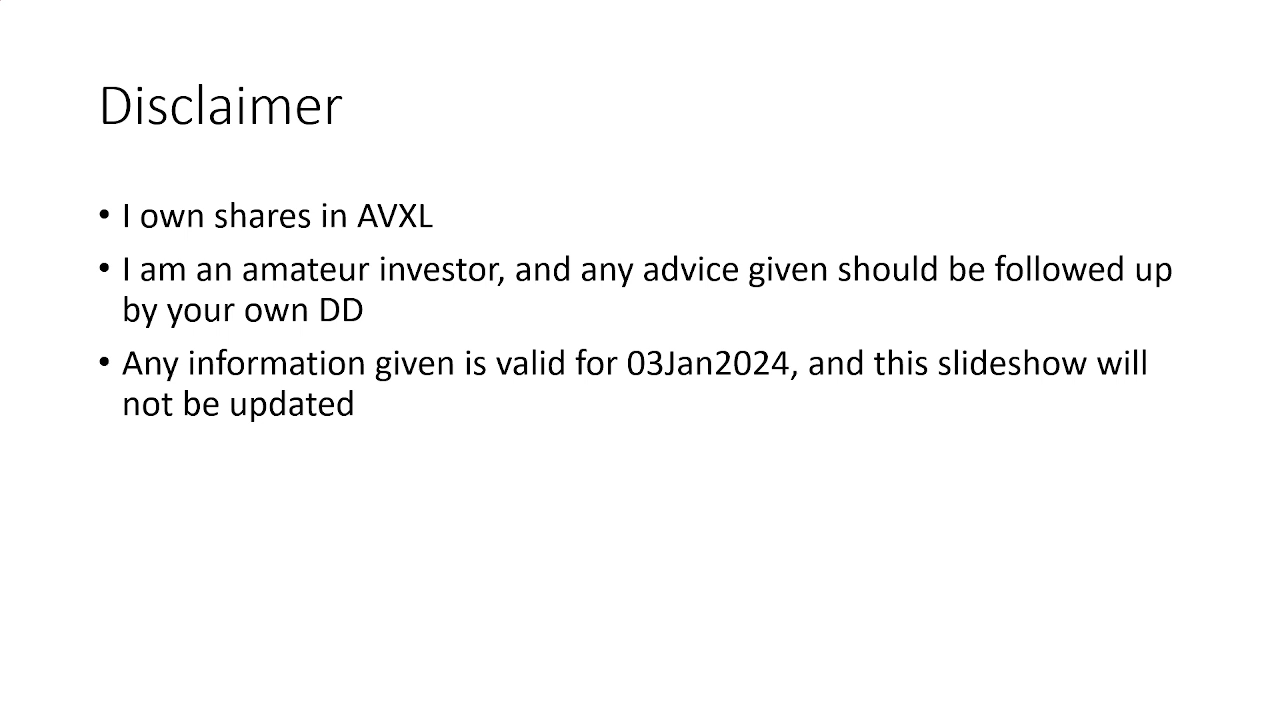 Disclaimer
• I own shares in AVXL
• I am an amateur investor, and any advice given should be followed up
by your own DD
• Any information given is valid for 03Jan2024, and this slideshow will
not be updated